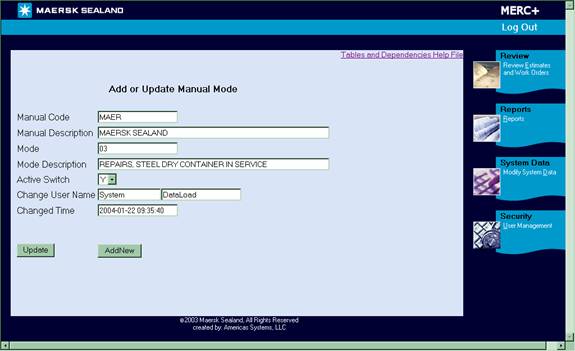 MAERSK SEALAND
MERC+
Log Out
Tables and Dependencies Help File
Add or Update Manual Mode
Manual Code MAER
Manual Description MAERSK SEALAND
Mode 03
Mode Description REPAIRS, STEEL DRY CONTAINER IN SERVICE
Active Switch Y
Change User Name System DataLoad
Changed Time 2004-01-22 09:35:40
Update AddNew
Review
Review Estimates
and Work Orders
Reports
Reports
System Data
Modify System Data
Security
User Management
©2003 Maersk Sealand, All Rights Reserved
created by: Americas Systems, LLC